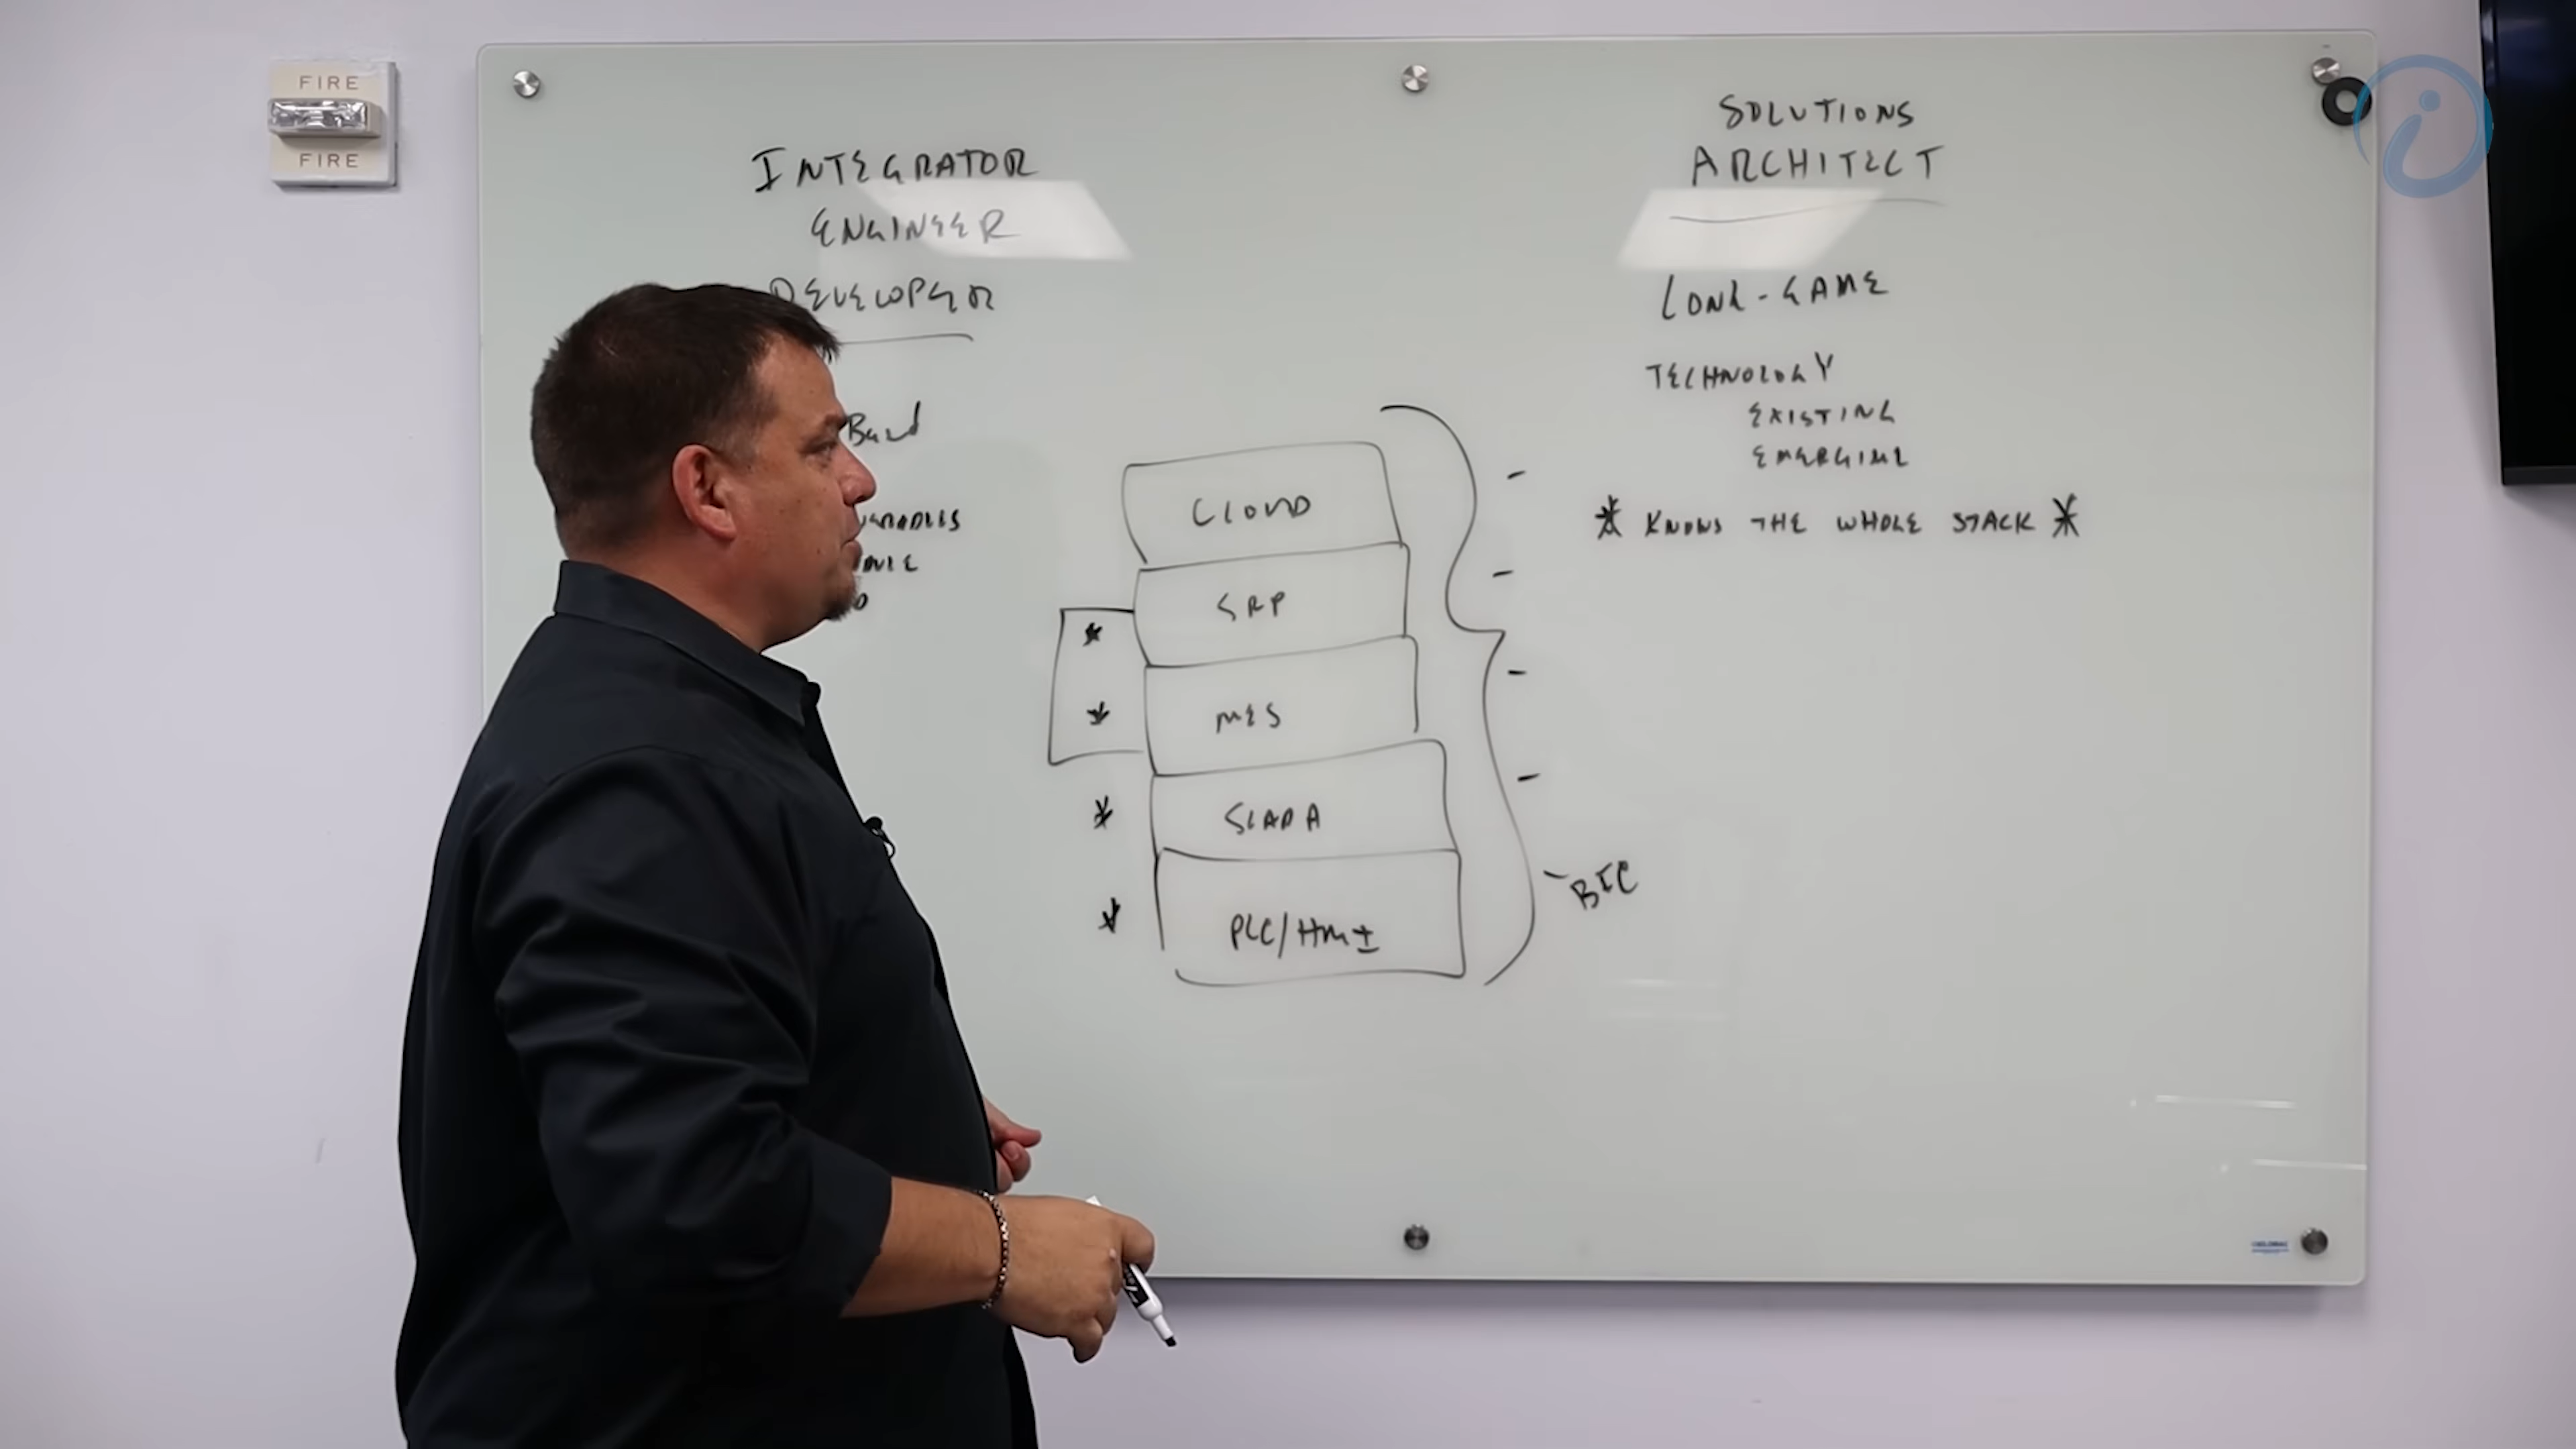 FIRE
FIRE
INTEGRATOR
ENGINEER
DEVELOPER
SOLUTIONS
ARCHITECT
LONG-GAME
TECHNOLOGY
EXISTING
EMERGING
* KNOWS THE WHOLE STACK *
CLOUD
ERP
MES
SCADA
PLC/HMI
- BIC